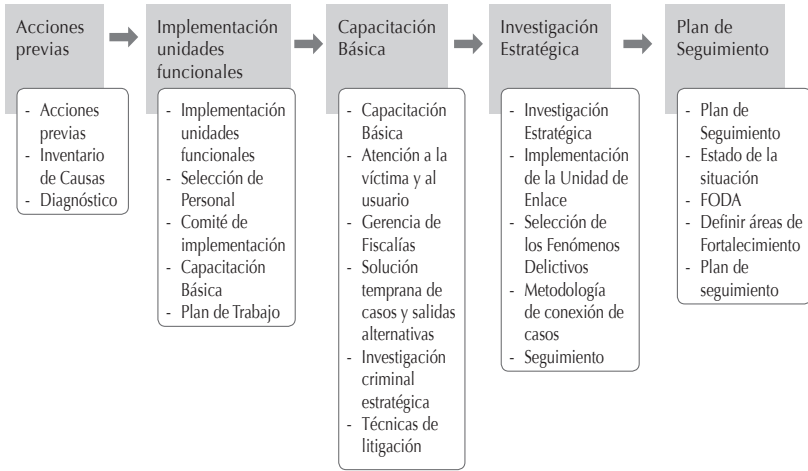 Acciones
previas
Implementación
unidades
funcionales
Capacitación
Básica
Investigación
Estratégica
Plan de
Seguimiento
- Acciones
previas
- Inventario
de Causas
- Diagnóstico
- Implementación
unidades
funcionales
- Selección de
Personal
- Comité de
implementación
- Capacitación
Básica
- Plan de Trabajo
- Capacitación
Básica
- Atención a la
víctima y al
usuario
- Gerencia de
Fiscalías
- Solución
temprana de
casos y salidas
alternativas
- Investigación
criminal
estratégica
- Técnicas de
litigación
- Investigación
Estratégica
- Implementación
de la Unidad de
Enlace
- Selección de
los Fenómenos
Delictivos
- Metodología
de conexión de
casos
- Seguimiento
- Plan de
Seguimiento
- Estado de la
situación
- FODA
- Definir áreas de
Fortalecimiento
- Plan de
seguimiento